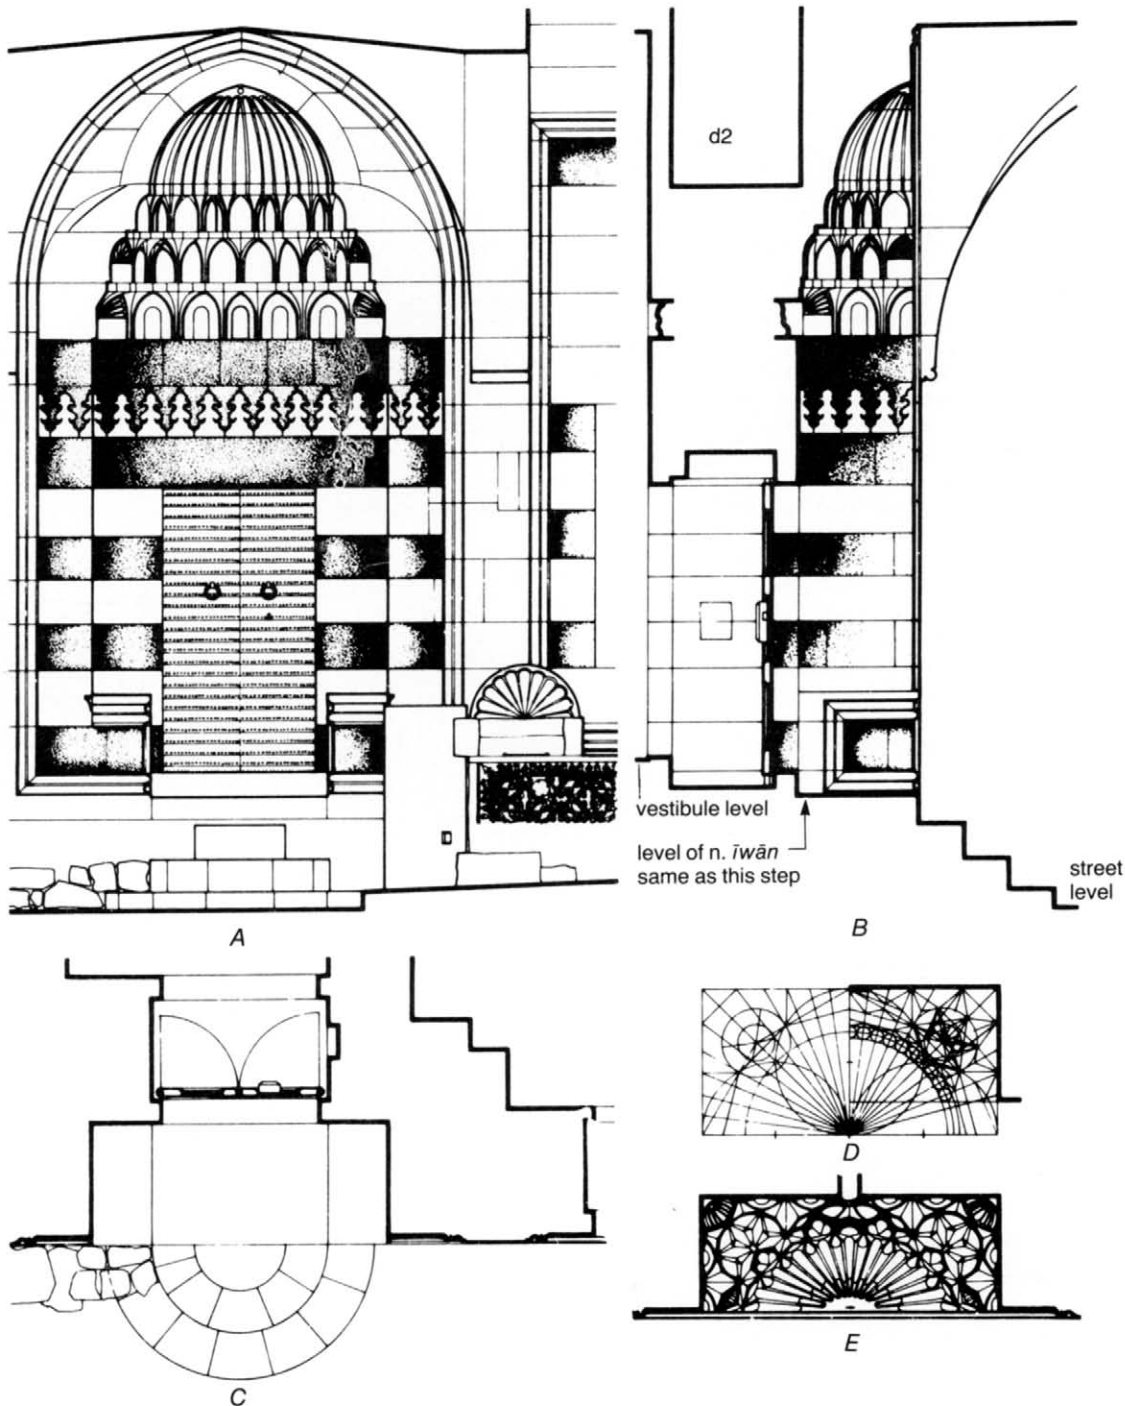 d2
vestibule level
level of n. īwān
same as this step
street
level
A
B
C
D
E